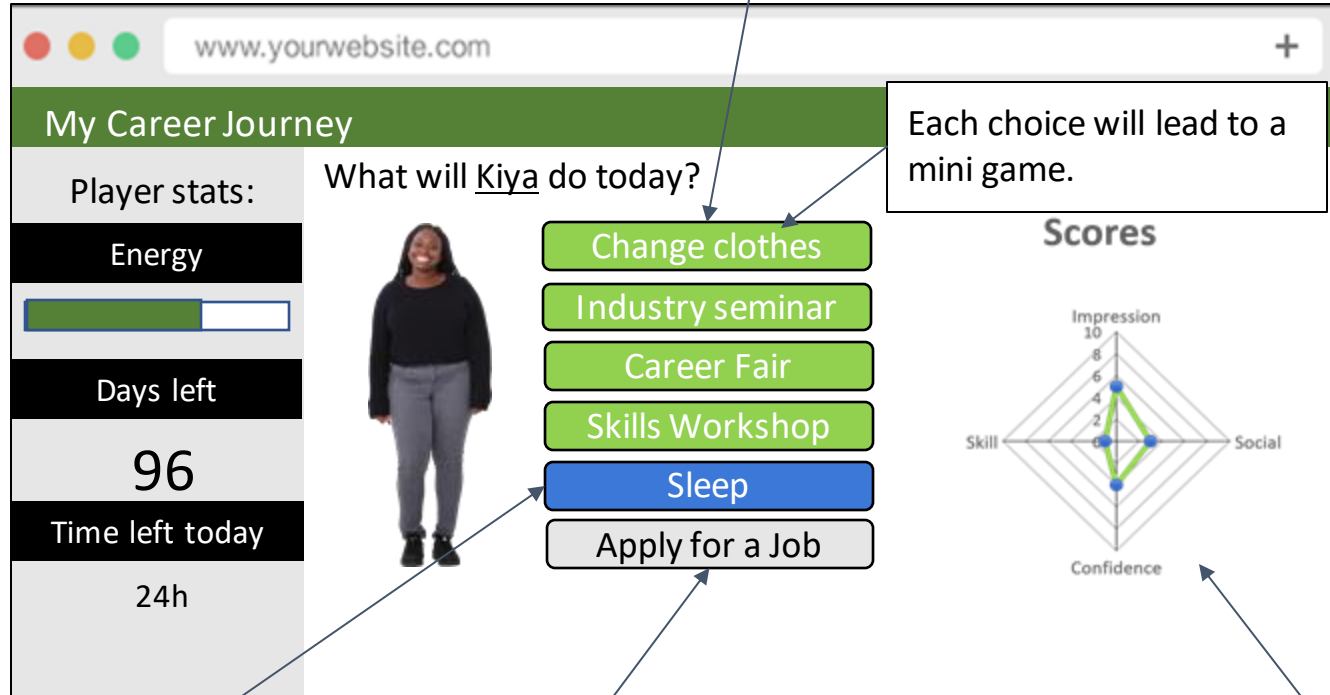 www.yourwebsite.com
+
My Career Journey
Each choice will lead to a
mini game.
Player stats:
Energy
Days left
96
Time left today
24h
What will Kiya do today?
Change clothes
Industry seminar
Career Fair
Skills Workshop
Sleep
Apply for a Job
Scores
Impression
10
8
6
4
2
0
Skill
Social
Confidence